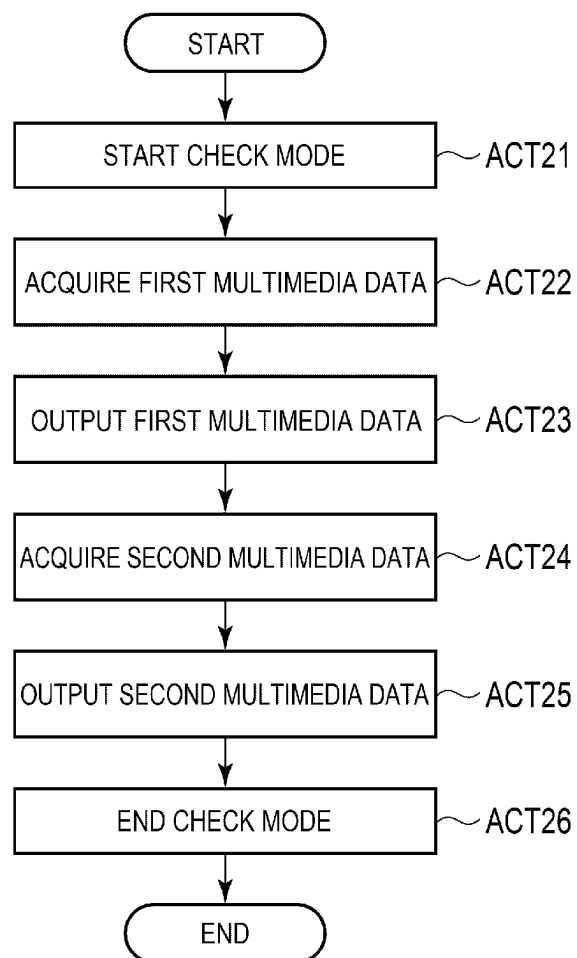 START
START CHECK MODE ACT21
ACQUIRE FIRST MULTIMEDIA DATA ACT22
OUTPUT FIRST MULTIMEDIA DATA ACT23
ACQUIRE SECOND MULTIMEDIA DATA ACT24
OUTPUT SECOND MULTIMEDIA DATA ACT25
END CHECK MODE ACT26
END